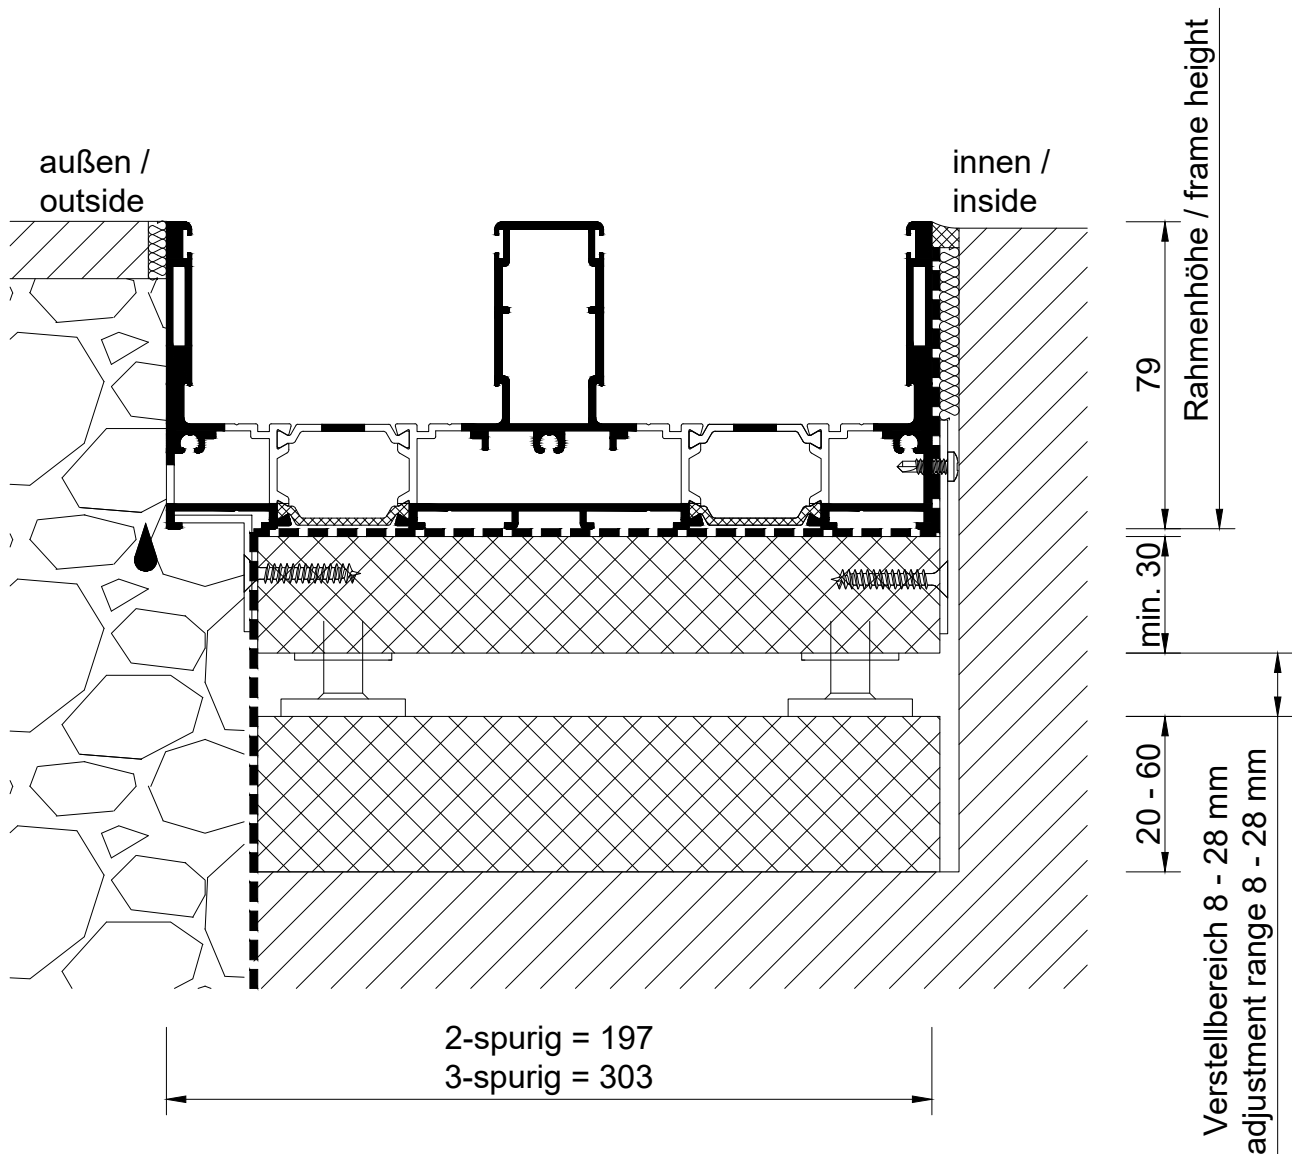 außen /
outside
innen /
inside
Rahmenhöhe / frame height
79
min. 30
20 - 60
Verstellbereich 8 - 28 mm
adjustment range 8 - 28 mm
2-spurig = 197
3-spurig = 303